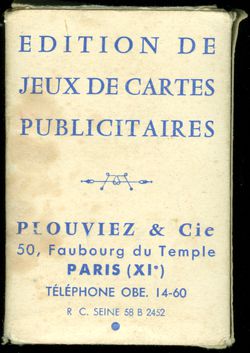 EDITION DE
JEUX DE CARTES
PUBLICITAIRES
PLOUVIEZ & Cie
50, Faubourg du Temple
PARIS (XIᵉ)
TÉLÉPHONE OBE. 14-60
R C. SEINE 58 B 2452